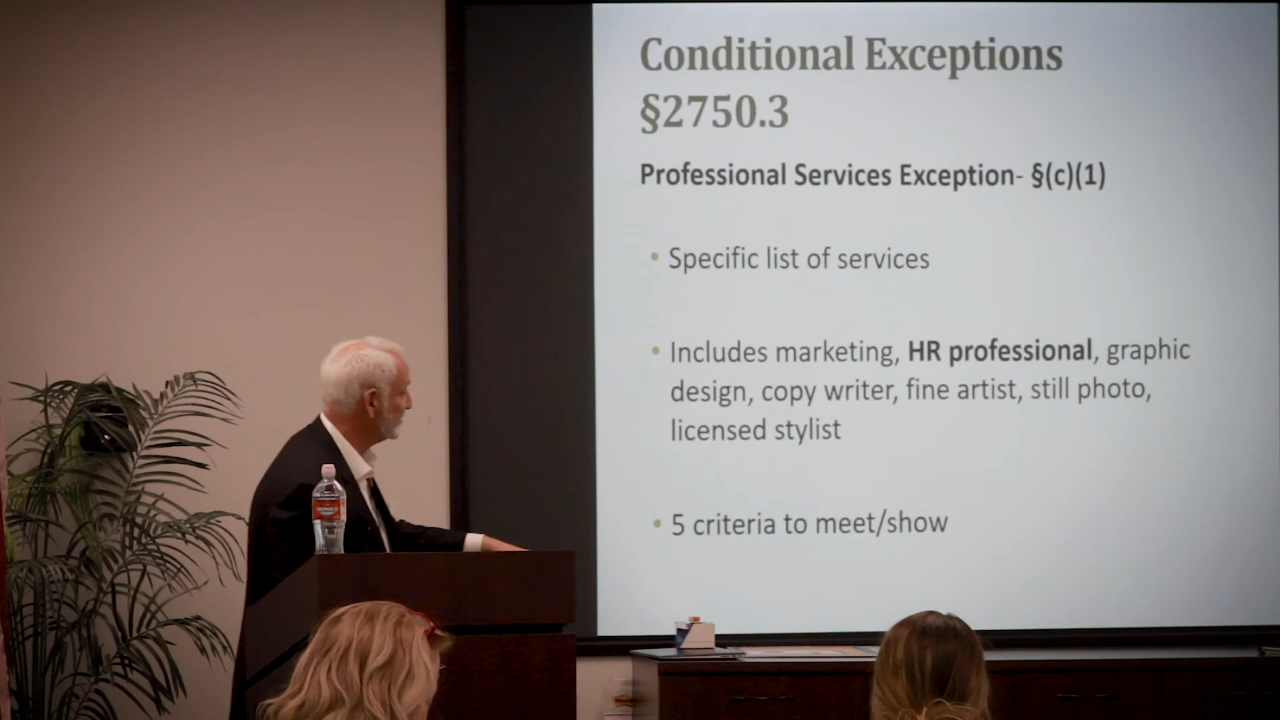 Conditional Exceptions
§2750.3
Professional Services Exception- §(c)(1)
• Specific list of services
• Includes marketing, HR professional, graphic
design, copy writer, fine artist, still photo,
licensed stylist
• 5 criteria to meet/show